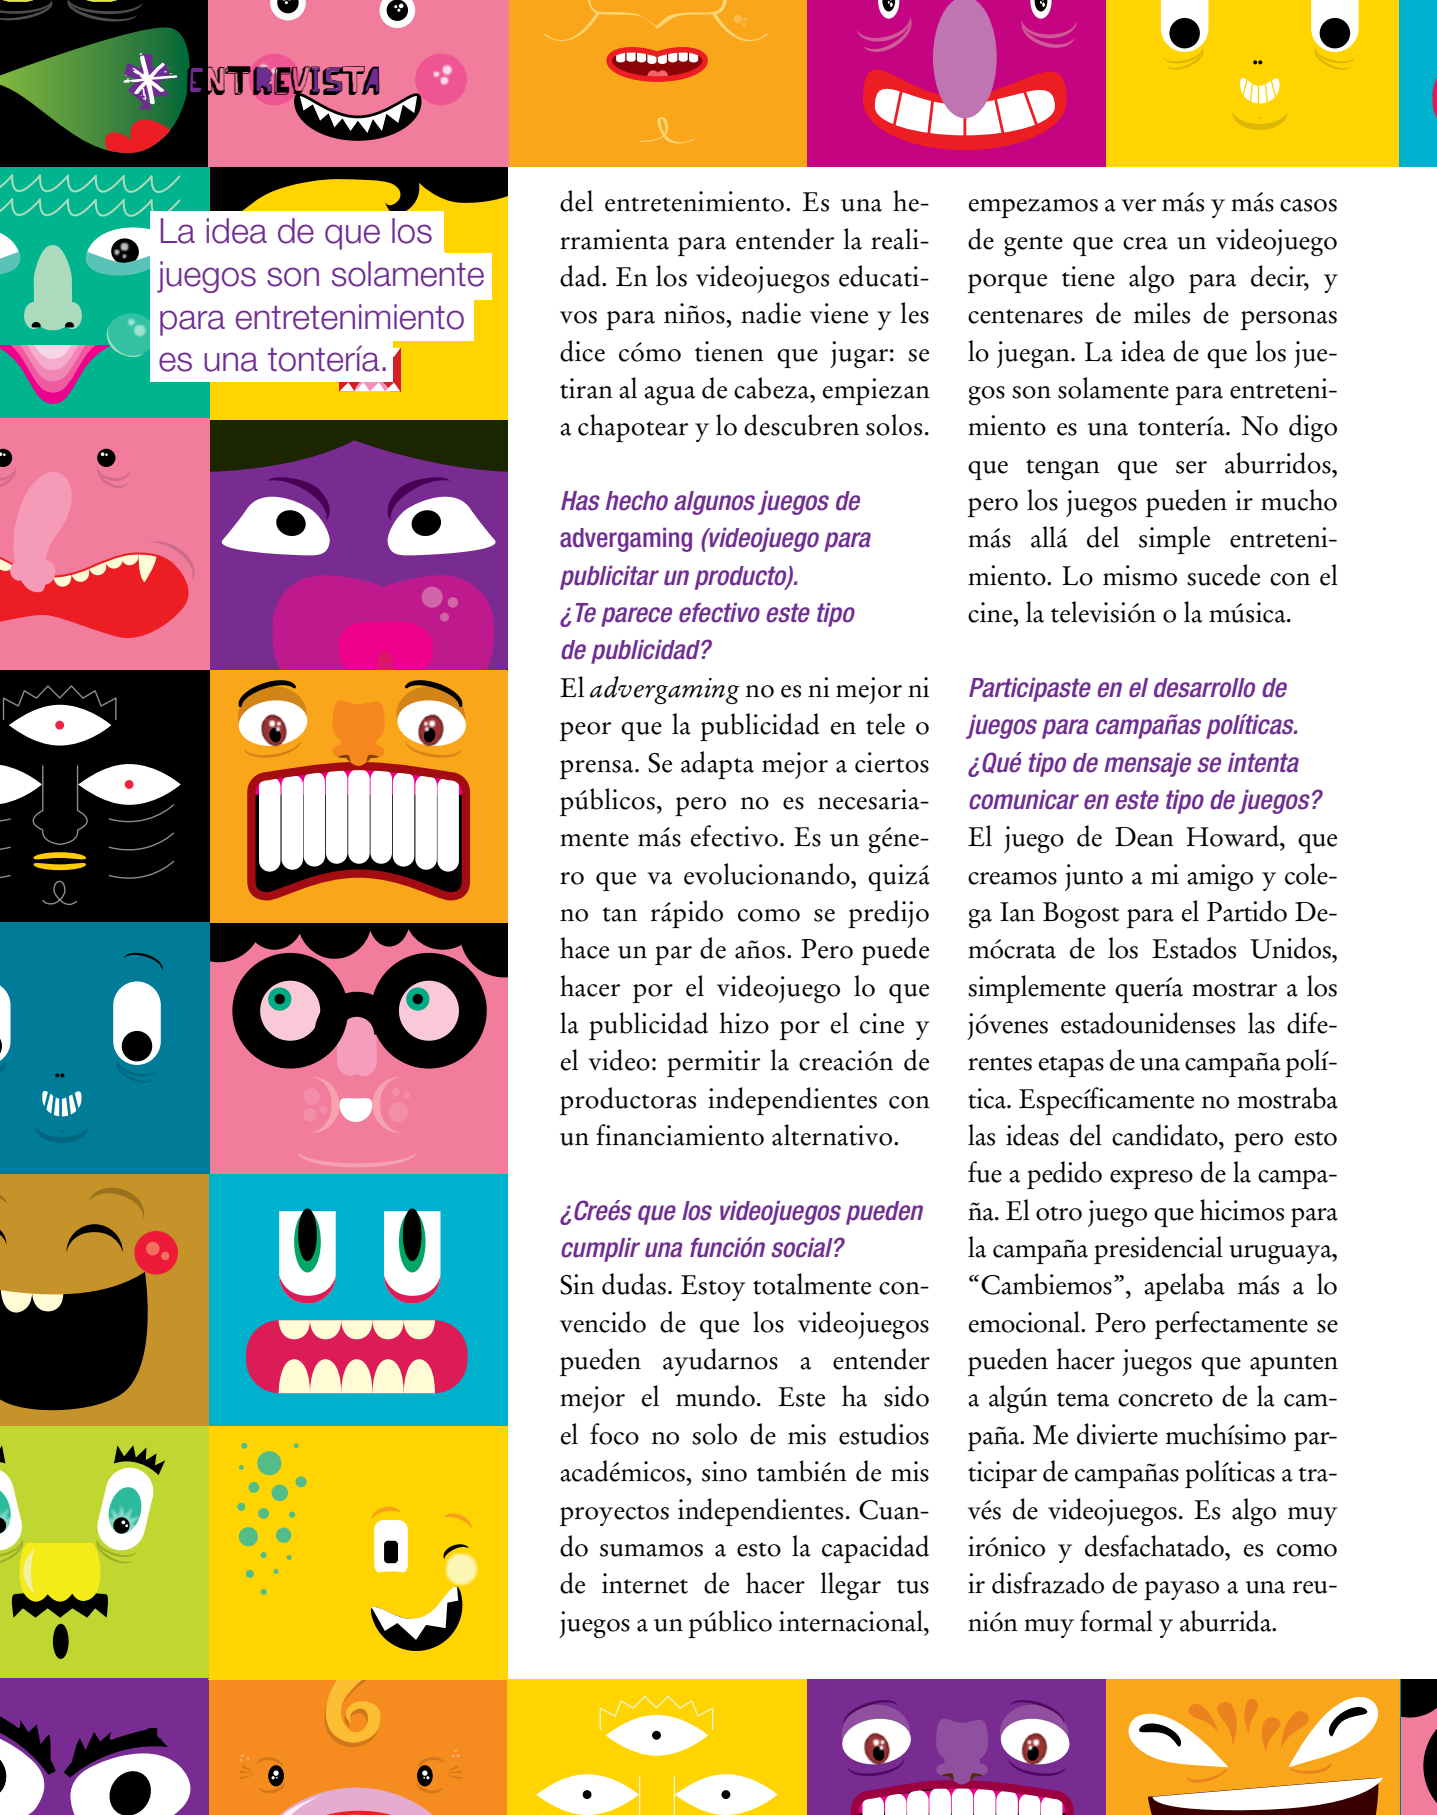 ENTREVISTA
La idea de que los
juegos son solamente
para entretenimiento
es una tontería.
del entretenimiento. Es una he-
rramienta para entender la reali-
dad. En los videojuegos educati-
vos para niños, nadie viene y les
dice cómo tienen que jugar: se
tiran al agua de cabeza, empiezan
a chapotear y lo descubren solos.
Has hecho algunos juegos de
advergaming (videojuego para
publicitar un producto).
¿Te parece efectivo este tipo
de publicidad?
El advergaming no es ni mejor ni
peor que la publicidad en tele o
prensa. Se adapta mejor a ciertos
públicos, pero no es necesaria-
mente más efectivo. Es un géne-
ro que va evolucionando, quizá
no tan rápido como se predijo
hace un par de años. Pero puede
hacer por el videojuego lo que
la publicidad hizo por el cine y
el video: permitir la creación de
productoras independientes con
un financiamiento alternativo.
¿Creés que los videojuegos pueden
cumplir una función social?
Sin dudas. Estoy totalmente con-
vencido de que los videojuegos
pueden ayudarnos a entender
mejor el mundo. Este ha sido
el foco no solo de mis estudios
académicos, sino también de mis
proyectos independientes. Cuan-
do sumamos a esto la capacidad
de internet de hacer llegar tus
juegos a un público internacional,
empezamos a ver más y más casos
de gente que crea un videojuego
porque tiene algo para decir, y
centenares de miles de personas
lo juegan. La idea de que los jue-
gos son solamente para entreteni-
miento es una tontería. No digo
que tengan que ser aburridos,
pero los juegos pueden ir mucho
más allá del simple entreteni-
miento. Lo mismo sucede con el
cine, la televisión o la música.
Participaste en el desarrollo de
juegos para campañas políticas.
¿Qué tipo de mensaje se intenta
comunicar en este tipo de juegos?
El juego de Dean Howard, que
creamos junto a mi amigo y cole-
ga Ian Bogost para el Partido De-
mócrata de los Estados Unidos,
simplemente quería mostrar a los
jóvenes estadounidenses las dife-
rentes etapas de una campaña polí-
tica. Específicamente no mostraba
las ideas del candidato, pero esto
fue a pedido expreso de la campa-
ña. El otro juego que hicimos para
la campaña presidencial uruguaya,
“Cambiemos”, apelaba más a lo
emocional. Pero perfectamente se
pueden hacer juegos que apunten
a algún tema concreto de la cam-
paña. Me divierte muchísimo par-
ticipar de campañas políticas a tra-
vés de videojuegos. Es algo muy
irónico y desfachatado, es como
ir disfrazado de payaso a una reu-
nión muy formal y aburrida.